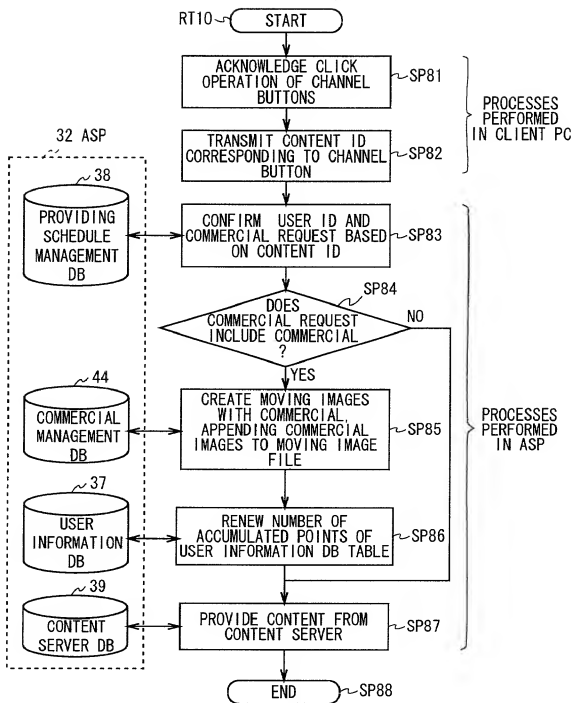 RT10
START
ACKNOWLEDGE CLICK
OPERATION OF CHANNEL
BUTTONS
SP81
PROCESSES
PERFORMED
IN CLIENT PC
TRANSMIT CONTENT ID
CORRESPONDING TO CHANNEL
BUTTON
SP82
32 ASP
38
PROVIDING
SCHEDULE
MANAGEMENT
DB
CONFIRM USER ID AND
COMMERCIAL REQUEST BASED
ON CONTENT ID
SP83
SP84
DOES
COMMERCIAL REQUEST
INCLUDE COMMERCIAL
?
NO
YES
44
COMMERCIAL
MANAGEMENT
DB
CREATE MOVING IMAGES
WITH COMMERCIAL,
APPENDING COMMERCIAL
IMAGES TO MOVING IMAGE
FILE
SP85
PROCESSES
PERFORMED
IN ASP
37
USER
INFORMATION
DB
RENEW NUMBER OF
ACCUMULATED POINTS OF
USER INFORMATION DB TABLE
SP86
39
CONTENT
SERVER DB
PROVIDE CONTENT FROM
CONTENT SERVER
SP87
END
SP88